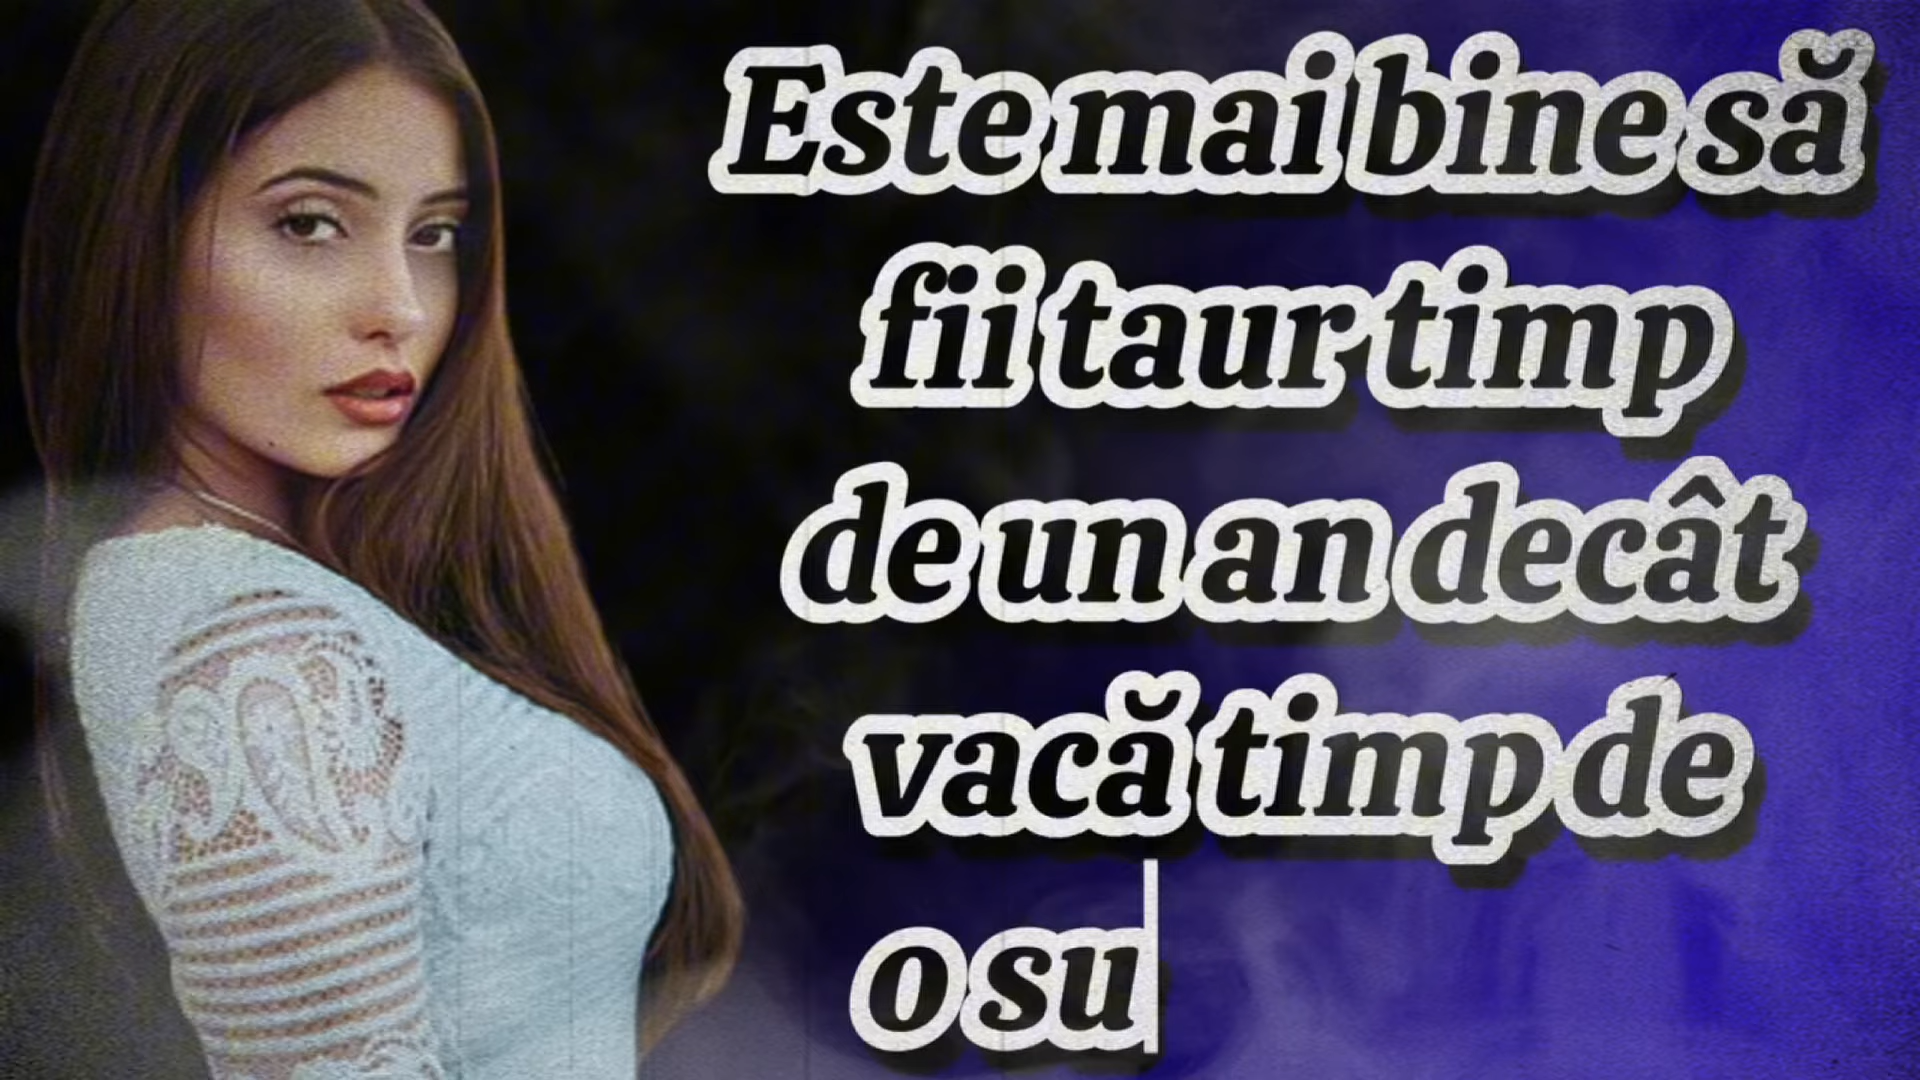 Este mai bine să
fii taur timp
de un an decât
vacă timp de
o su